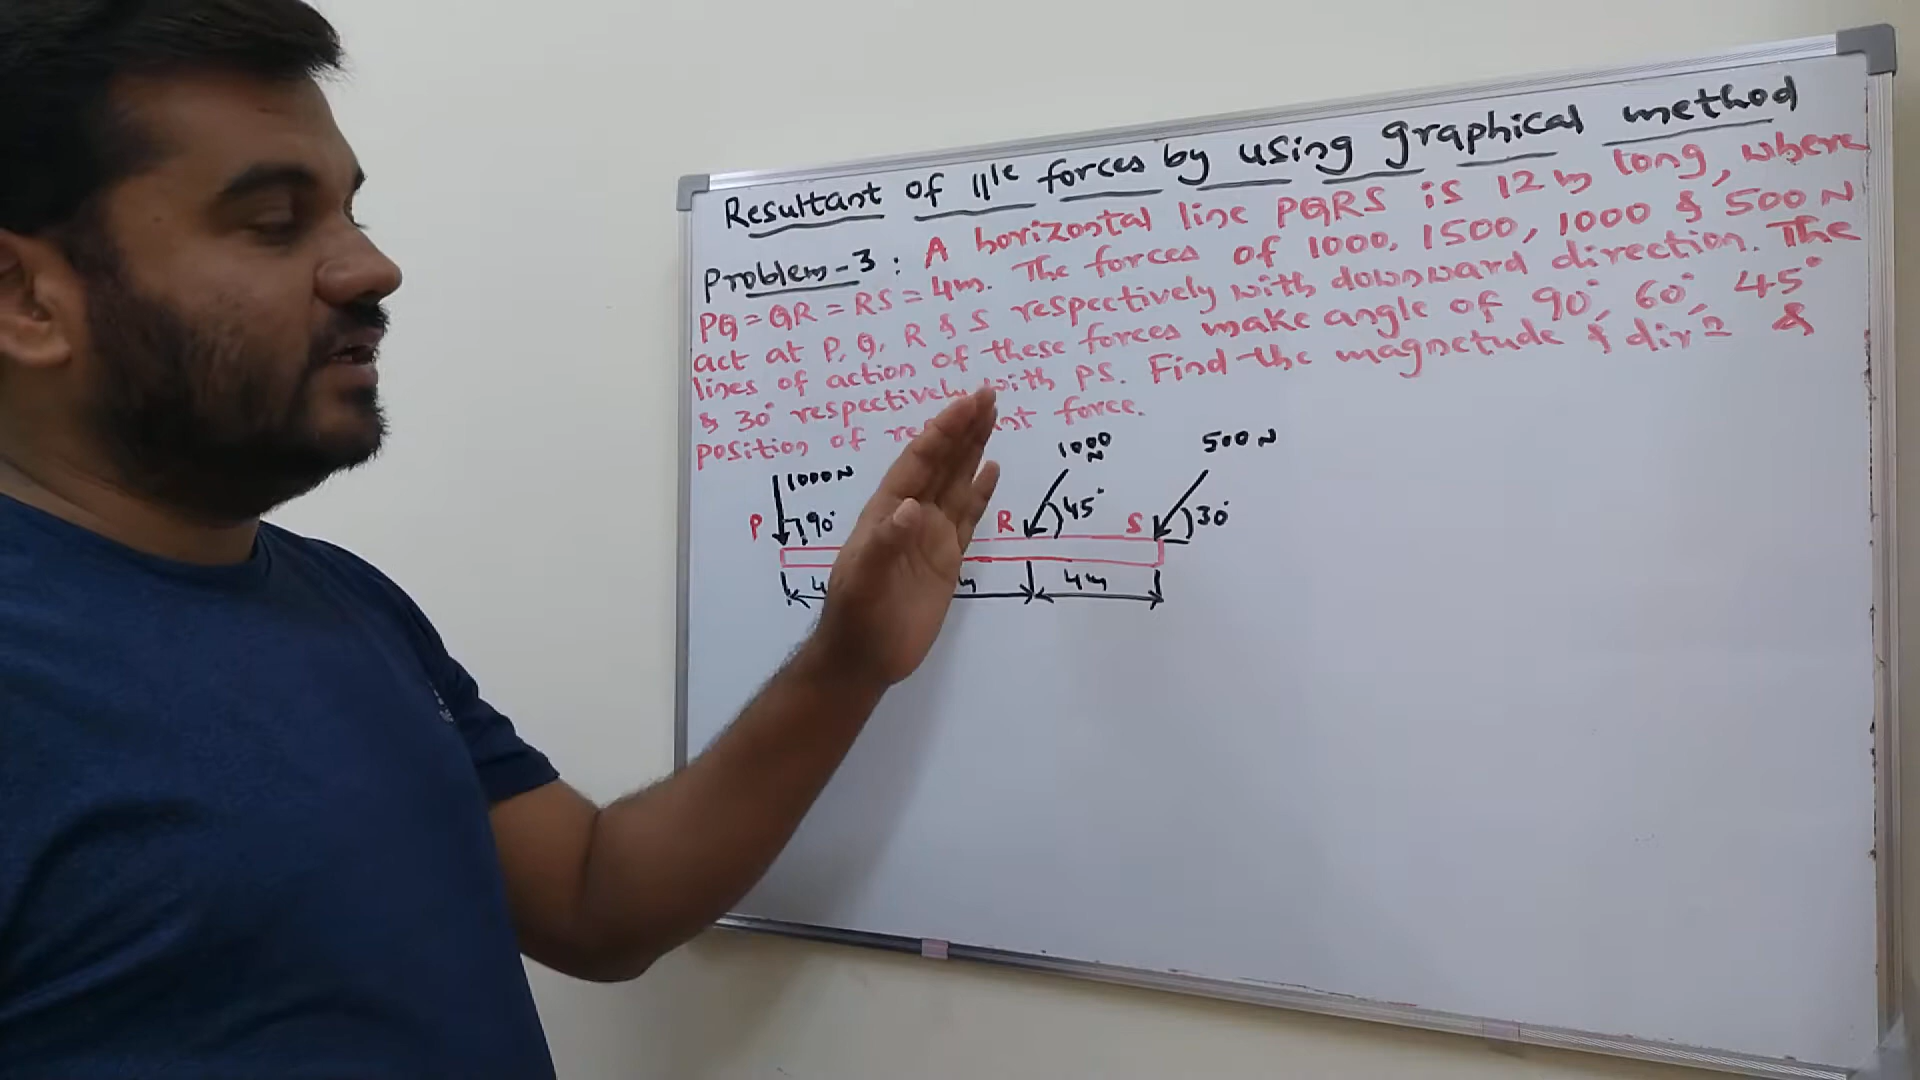 Resultant of ||le forces by using graphical method
Problem-3: A horizontal line PQRS is 12 m long, where
PQ = QR = RS = 4m. The forces of 1000, 1500, 1000 & 500 N
act at P, Q, R & S respectively with downward direction. The
lines of action of these forces make angle of 90°, 60°, 45°
& 30° respectively with PS. Find the magnetude & dirn &
position of force.
1000 N
1000 N
500 N
P
90°
R
45°
S
30°
4m